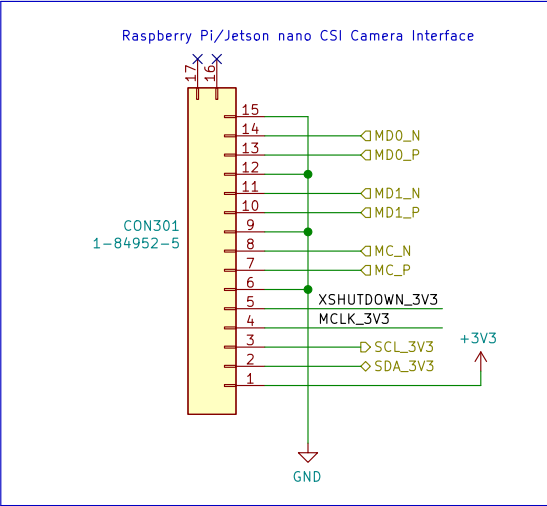 Raspberry Pi/Jetson nano CSI Camera Interface
17
16
15
14 MD0_N
13 MD0_P
12
11 MD1_N
10 MD1_P
CON301
9
1-84952-5
8 MC_N
7 MC_P
6
XSHUTDOWN_3V3
5
MCLK_3V3
4
3 SCL_3V3
+3V3
2 SDA_3V3
1
GND